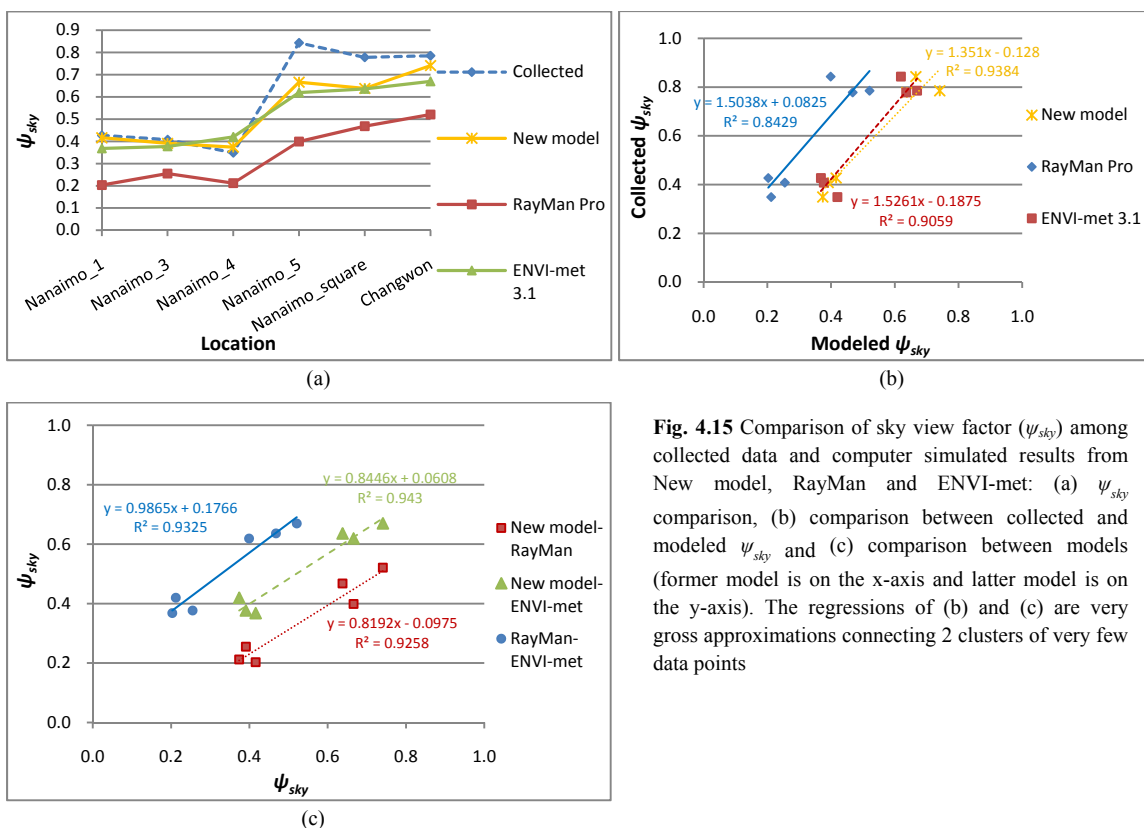 0.9
0.8
0.7
0.6
0.5
0.4
0.3
0.2
0.1
0.0
ψsky
Nanaimo_1
Nanaimo_3
Nanaimo_4
Nanaimo_5
Nanaimo_square
Changwon
Location
Collected
New model
RayMan Pro
ENVI-met
3.1
(a)
1.0
0.8
0.6
0.4
0.2
0.0
Collected ψsky
y = 1.351x - 0.128
R² = 0.9384
y = 1.5038x + 0.0825
R² = 0.8429
y = 1.5261x - 0.1875
R² = 0.9059
New model
RayMan Pro
ENVI-met 3.1
0.0 0.2 0.4 0.6 0.8 1.0
Modeled ψsky
(b)
1.0
0.8
0.6
0.4
0.2
0.0
ψsky
y = 0.8446x + 0.0608
R² = 0.943
y = 0.9865x + 0.1766
R² = 0.9325
y = 0.8192x - 0.0975
R² = 0.9258
New model-
RayMan
New model-
ENVI-met
RayMan-
ENVI-met
0.0 0.2 0.4 0.6 0.8 1.0
ψsky
(c)
Fig. 4.15 Comparison of sky view factor (ψsky) among
collected data and computer simulated results from
New model, RayMan and ENVI-met: (a) ψsky
comparison, (b) comparison between collected and
modeled ψsky and (c) comparison between models
(former model is on the x-axis and latter model is on
the y-axis). The regressions of (b) and (c) are very
gross approximations connecting 2 clusters of very few
data points